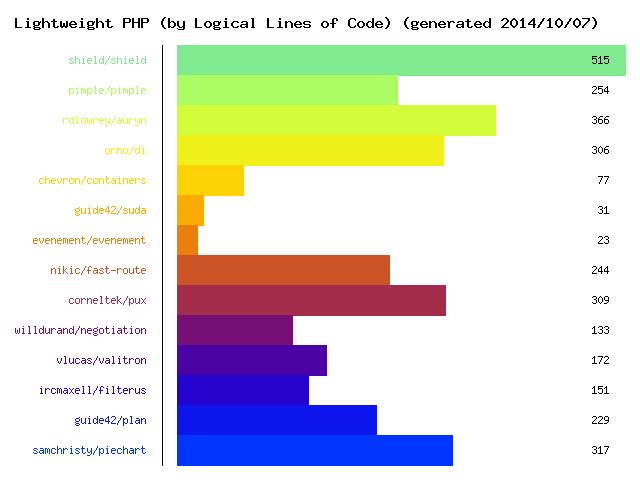 Lightweight PHP (by Logical Lines of Code) (generated 2014/10/07)
shield/shield 515
pimple/pimple 254
rdlowrey/auryn 366
orno/di 306
chevron/containers 77
guide42/suda 31
evenement/evenement 23
nikic/fast-route 244
corneltek/pux 309
willdurand/negotiation 133
vlucas/valitron 172
ircmaxell/filterus 151
guide42/plan 229
samchristy/piechart 317